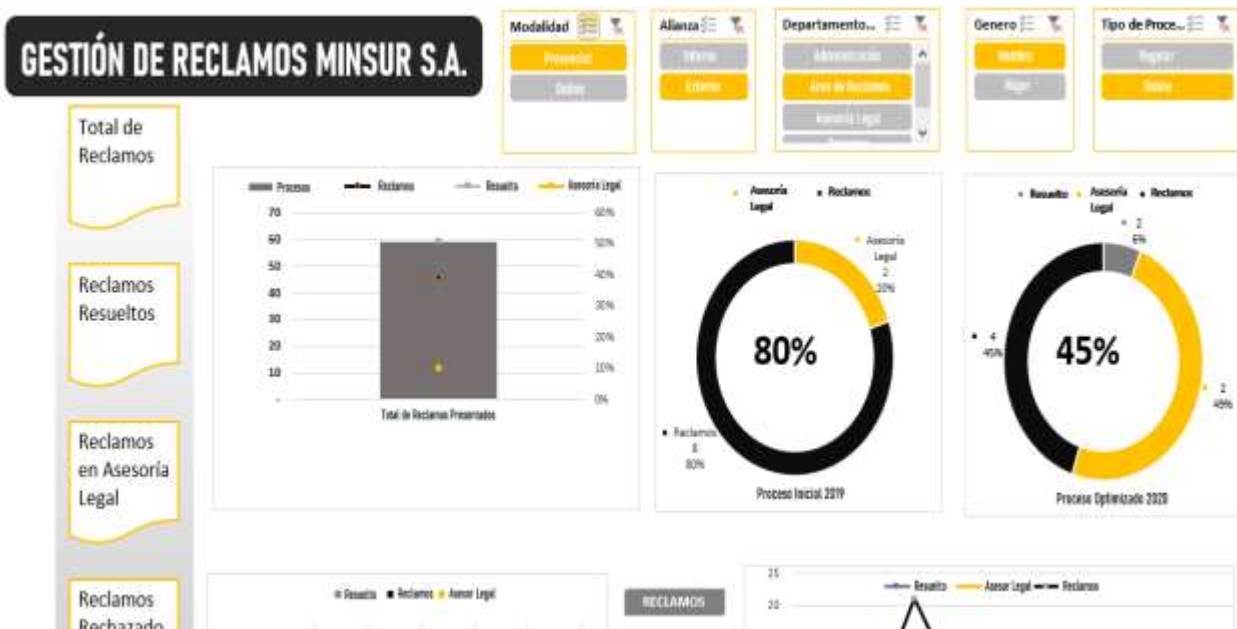 GESTIÓN DE RECLAMOS MINSUR S.A.
Modalidad
Presencial
Online
Alianza
Interno
Externo
Departamento...
Administración
Área de Reclamos
Asesoría Legal
Genero
Hombre
Mujer
Tipo de Proce...
Regular
Online
Total de
Reclamos
Reclamos
Resueltos
Reclamos
en Asesoría
Legal
Reclamos
Rechazado
Procesos
Reclamos
Resuelto
Asesoría Legal
70
60
50
40
30
20
10
-
60%
50%
40%
30%
20%
10%
0%
Total de Reclamos Presentados
Asesoría
Legal
Reclamos
Asesoría
Legal
2
20%
80%
Reclamos
8
80%
Proceso Inicial 2019
Resuelto
Asesoría
Legal
Reclamos
2
6%
4
45%
45%
2
49%
Proceso Optimizado 2020
Resuelto
Reclamos
Asesor Legal
RECLAMOS
25
20
Resuelto
Asesor Legal
Reclamos